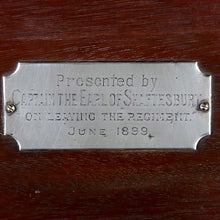 Presented by
CAPTAIN THE EARL OF SHAFTESBURY
"ON LEAVING THE REGIMENT"
JUNE 1899